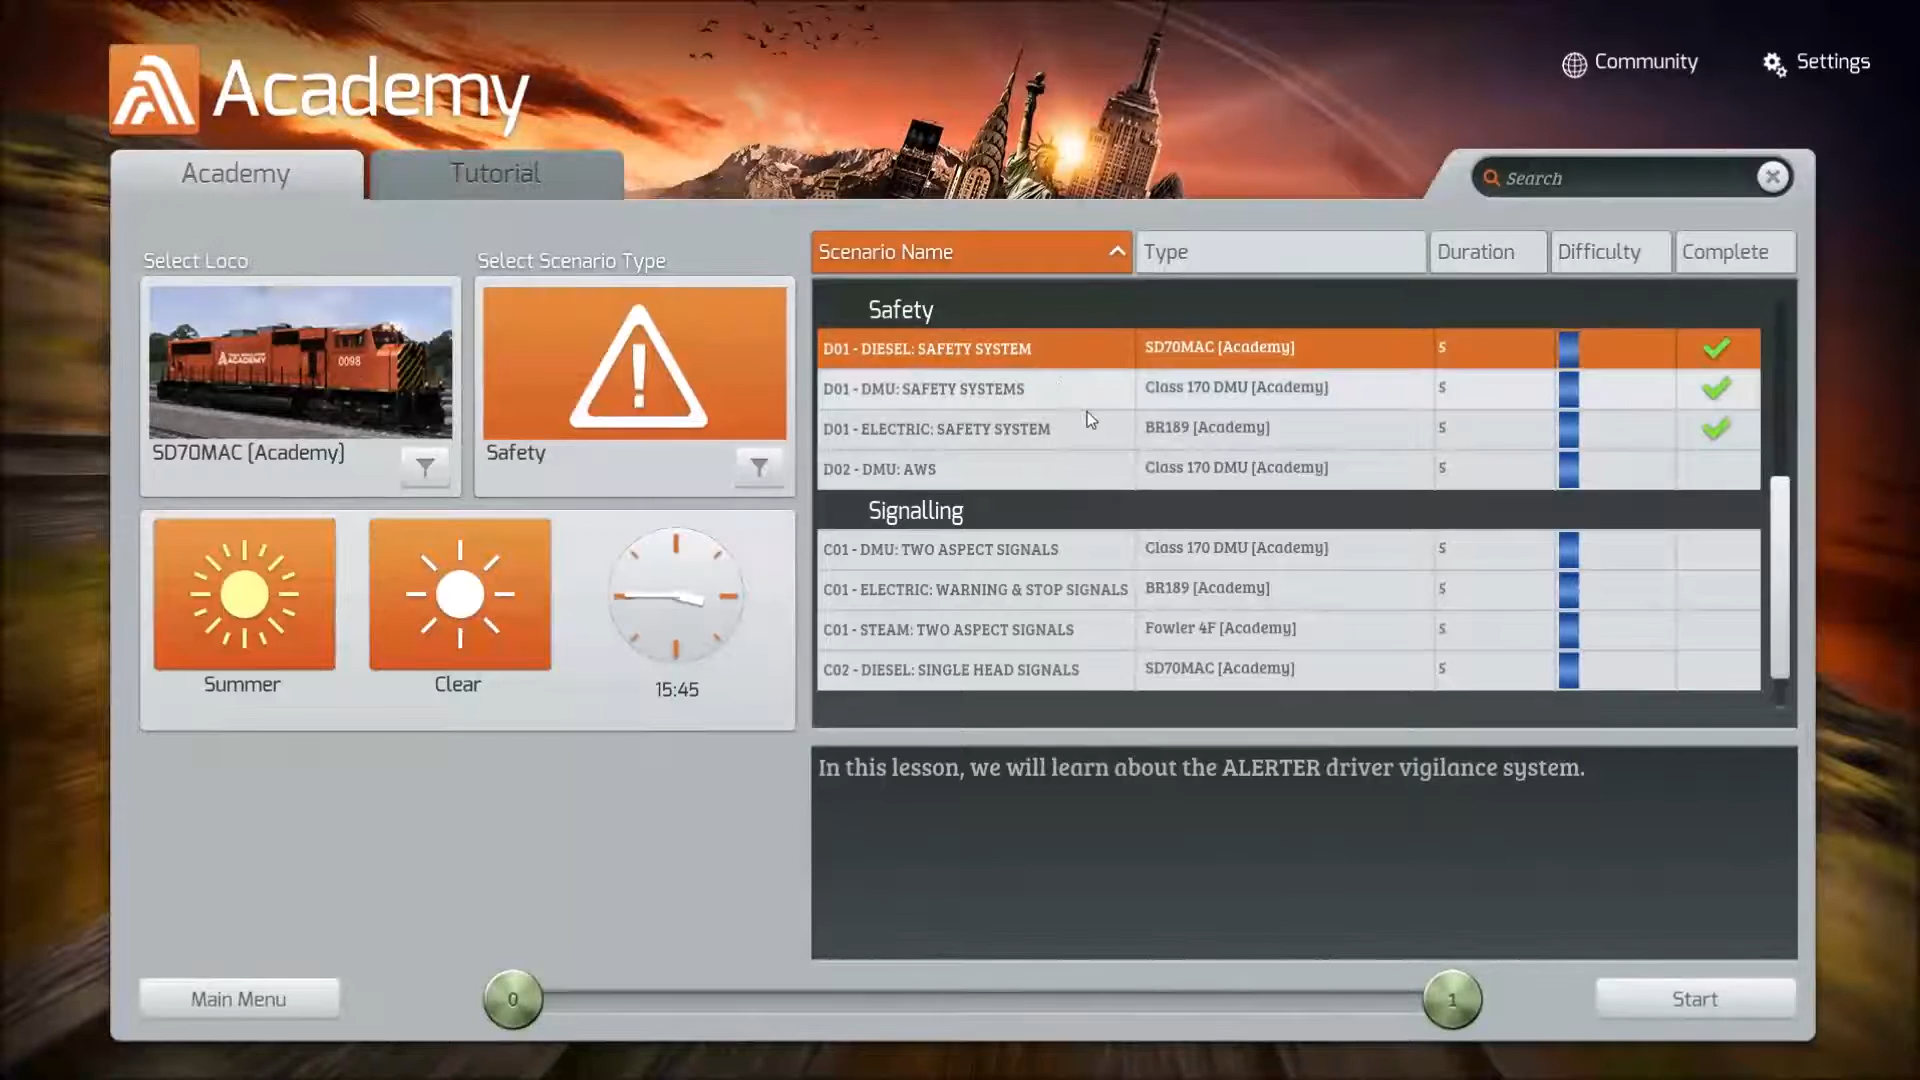 Academy
Community
Settings
Academy
Tutorial
Search
Select Loco
Select Scenario Type
ACADEMY
0098
SD70MAC [Academy]
Safety
Summer
Clear
15:45
Scenario Name
Type
Duration
Difficulty
Complete
Safety
D01 - DIESEL: SAFETY SYSTEM
SD70MAC [Academy]
5
D01 - DMU: SAFETY SYSTEMS
Class 170 DMU [Academy]
5
D01 - ELECTRIC: SAFETY SYSTEM
BR189 [Academy]
5
D02 - DMU: AWS
Class 170 DMU [Academy]
5
Signalling
C01 - DMU: TWO ASPECT SIGNALS
Class 170 DMU [Academy]
5
C01 - ELECTRIC: WARNING & STOP SIGNALS
BR189 [Academy]
5
C01 - STEAM: TWO ASPECT SIGNALS
Fowler 4F [Academy]
5
C02 - DIESEL: SINGLE HEAD SIGNALS
SD70MAC [Academy]
5
In this lesson, we will learn about the ALERTER driver vigilance system.
Main Menu
0
1
Start